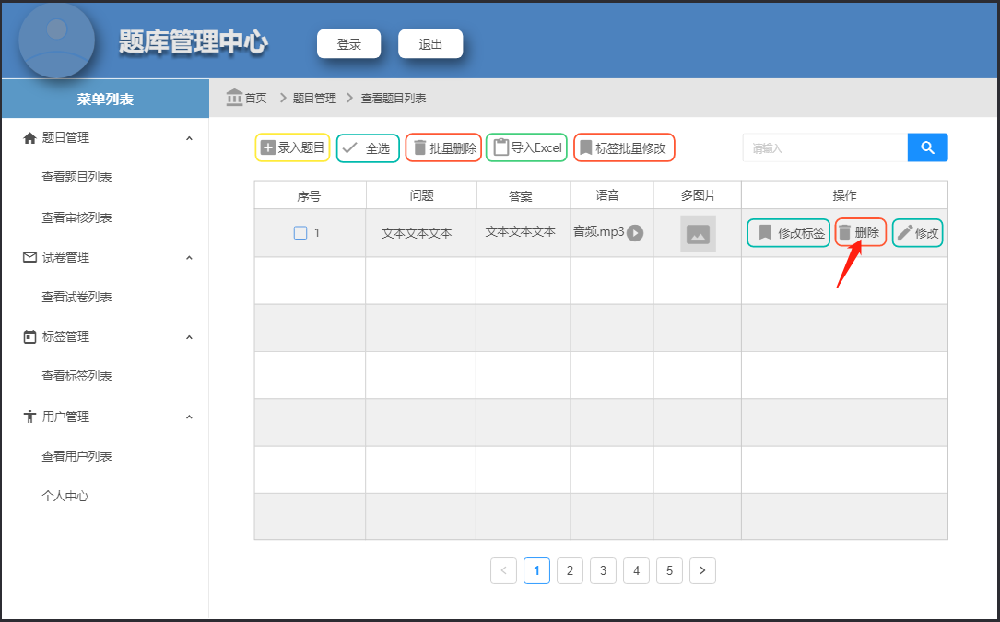 题库管理中心 登录 退出
菜单列表
首页 > 题目管理 > 查看题目列表
题目管理
查看题目列表
查看审核列表
试卷管理
查看试卷列表
标签管理
查看标签列表
用户管理
查看用户列表
个人中心
录入题目 全选 批量删除 导入Excel 标签批量修改 请输入
序号 问题 答案 语音 多图片 操作
1 文本文本文本 文本文本文本 音频.mp3 修改标签 删除 修改
< 1 2 3 4 5 >